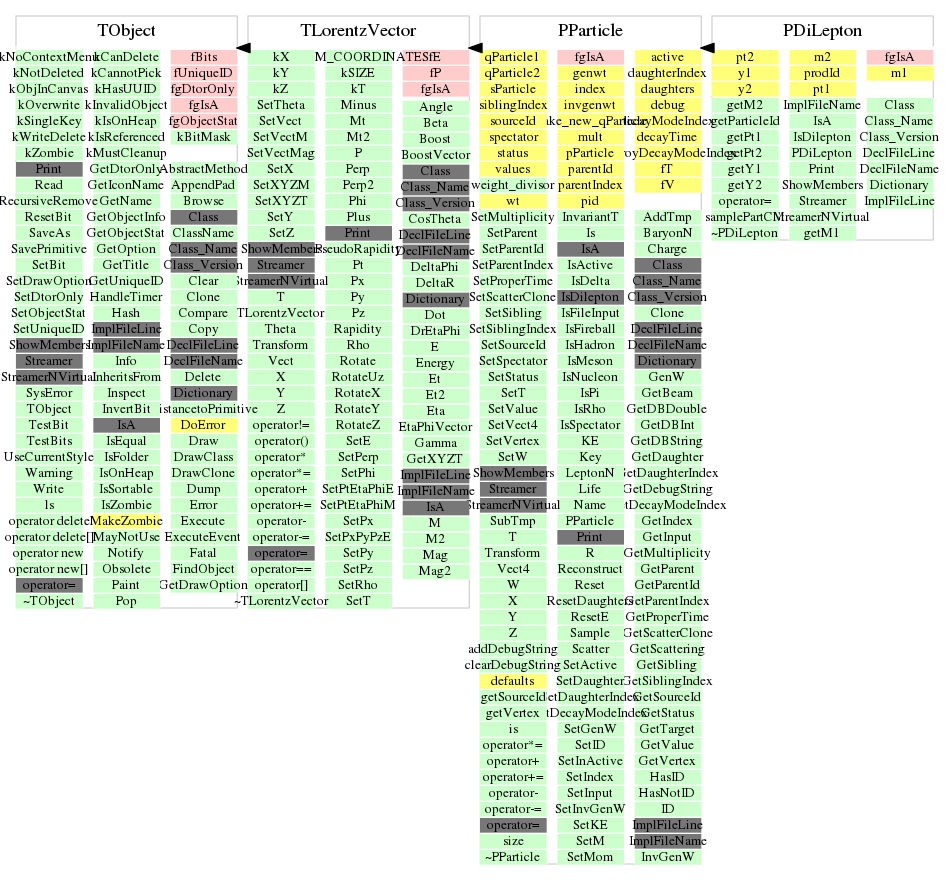 TObject
kNoContextMenu
kNotDeleted
kObjInCanvas
kOverwrite
kSingleKey
kWriteDelete
kZombie
Print
Read
RecursiveRemove
ResetBit
SaveAs
SavePrimitive
SetBit
SetDrawOption
SetDtorOnly
SetObjectStat
SetUniqueID
ShowMembers
Streamer
StreamerNVirtual
SysError
TObject
TestBit
TestBits
UseCurrentStyle
Warning
Write
ls
operator delete
operator delete[]
operator new
operator new[]
operator=
~TObject
kCanDelete
kCannotPick
kHasUUID
kInvalidObject
kIsOnHeap
kIsReferenced
kMustCleanup
GetDtorOnly
GetIconName
GetName
GetObjectInfo
GetObjectStat
GetOption
GetTitle
GetUniqueID
HandleTimer
Hash
ImplFileLine
ImplFileName
Info
InheritsFrom
Inspect
InvertBit
IsA
IsEqual
IsFolder
IsOnHeap
IsSortable
IsZombie
MakeZombie
MayNotUse
Notify
Obsolete
Paint
Pop
fBits
fUniqueID
fgDtorOnly
fgIsA
fgObjectStat
kBitMask
AbstractMethod
AppendPad
Browse
Class
ClassName
Class_Name
Class_Version
Clear
Clone
Compare
Copy
DeclFileLine
DeclFileName
Delete
Dictionary
istancetoPrimitive
DoError
Draw
DrawClass
DrawClone
Dump
Error
Execute
ExecuteEvent
Fatal
FindObject
GetDrawOption
TLorentzVector
kX
kY
kZ
SetTheta
SetVect
SetVectM
SetVectMag
SetX
SetXYZM
SetXYZT
SetY
SetZ
ShowMembers
Streamer
StreamerNVirtual
T
TLorentzVector
Theta
Transform
Vect
X
Y
Z
operator!=
operator()
operator*
operator*=
operator+
operator+=
operator-
operator-=
operator=
operator==
operator[]
~TLorentzVector
M_COORDINATES
kSIZE
kT
Minus
Mt
Mt2
P
Perp
Perp2
Phi
Plus
Print
PseudoRapidity
Pt
Px
Py
Pz
Rapidity
Rho
Rotate
RotateUz
RotateX
RotateY
RotateZ
SetE
SetPerp
SetPhi
SetPtEtaPhiE
SetPtEtaPhiM
SetPx
SetPxPyPzE
SetPy
SetPz
SetRho
SetT
fE
fP
fgIsA
Angle
Beta
Boost
BoostVector
Class
Class_Name
Class_Version
CosTheta
DeclFileLine
DeclFileName
DeltaPhi
DeltaR
Dictionary
Dot
DrEtaPhi
E
Energy
Et
Et2
Eta
EtaPhiVector
Gamma
GetXYZT
ImplFileLine
ImplFileName
IsA
M
M2
Mag
Mag2
PParticle
qParticle1
qParticle2
sParticle
siblingIndex
sourceId
spectator
status
values
weight_divisor
wt
SetMultiplicity
SetParent
SetParentId
SetParentIndex
SetProperTime
SetScatterClone
SetSibling
SetSiblingIndex
SetSourceId
SetSpectator
SetStatus
SetT
SetValue
SetVect4
SetVertex
SetW
ShowMembers
Streamer
StreamerNVirtual
SubTmp
T
Transform
Vect4
W
X
Y
Z
addDebugString
clearDebugString
defaults
getSourceId
getVertex
is
operator*=
operator+
operator+=
operator-
operator-=
operator=
size
~PParticle
fgIsA
genwt
index
invgenwt
mult
pParticle
parentId
parentIndex
pid
InvariantT
Is
IsA
IsActive
IsDelta
IsDilepton
IsFileInput
IsFireball
IsHadron
IsMeson
IsNucleon
IsPi
IsRho
IsSpectator
KE
Key
LeptonN
Life
Name
PParticle
Print
R
Reconstruct
Reset
ResetDaughters
ResetE
Sample
Scatter
SetActive
SetDaughter
etDaughterIndex
tDecayModeIndex
SetGenW
SetID
SetInActive
SetIndex
SetInput
SetInvGenW
SetKE
SetM
SetMom
active
daughterIndex
daughters
debug
decayModeIndex
decayTime
fT
fV
AddTmp
BaryonN
Charge
Class
Class_Name
Class_Version
Clone
DeclFileLine
DeclFileName
Dictionary
GenW
GetBeam
GetDBDouble
GetDBInt
GetDBString
GetDaughter
GetDaughterIndex
GetDebugString
etDecayModeIndex
GetIndex
GetInput
GetMultiplicity
GetParent
GetParentId
GetParentIndex
GetProperTime
GetScatterClone
GetScattering
GetSibling
GetSiblingIndex
GetSourceId
GetStatus
GetTarget
GetValue
GetVertex
HasID
HasNotID
ID
ImplFileLine
ImplFileName
InvGenW
PDiLepton
pt2
y1
y2
getM2
getParticleId
getPt1
getPt2
getY1
getY2
operator=
~PDiLepton
m2
prodId
pt1
ImplFileName
IsA
IsDilepton
PDiLepton
Print
ShowMembers
Streamer
StreamerNVirtual
getM1
fgIsA
m1
Class
Class_Name
Class_Version
DeclFileLine
DeclFileName
Dictionary
ImplFileLine